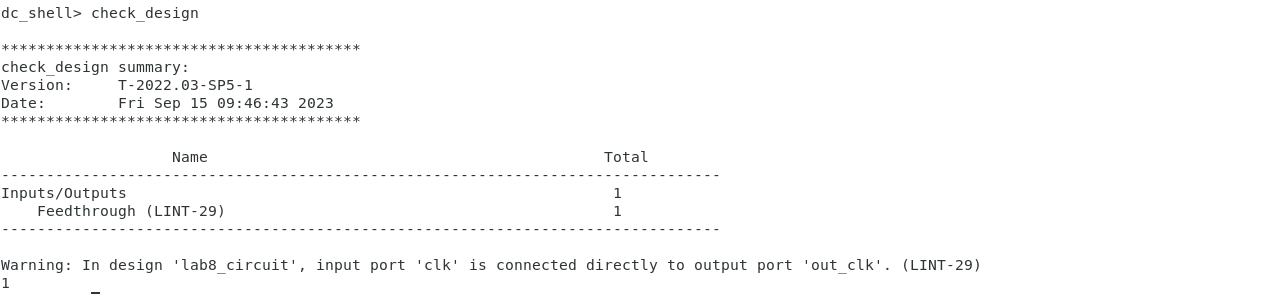 dc_shell> check_design
****************************************
check_design summary:
Version:     T-2022.03-SP5-1
Date:        Fri Sep 15 09:46:43 2023
****************************************
                   Name                                            Total
--------------------------------------------------------------------------------
Inputs/Outputs                                                      1
    Feedthrough (LINT-29)                                           1
--------------------------------------------------------------------------------
Warning: In design 'lab8_circuit', input port 'clk' is connected directly to output port 'out_clk'. (LINT-29)
1